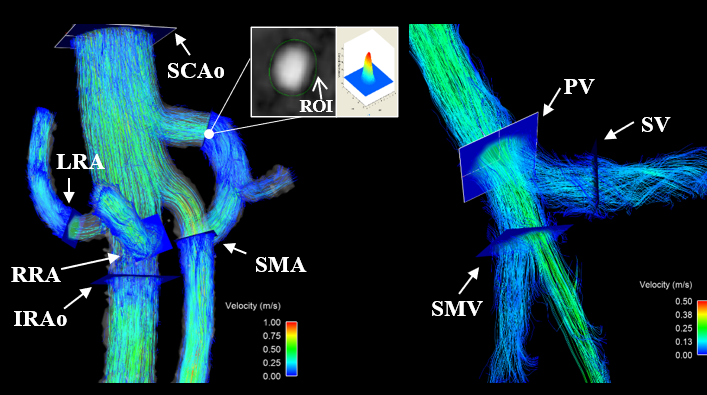 SCAo
ROI
LRA
RRA
IRAo
SMA
Velocity (m/s)
1.00
0.75
0.50
0.25
0.00
PV
SV
SMV
Velocity (m/s)
0.50
0.38
0.25
0.13
0.00